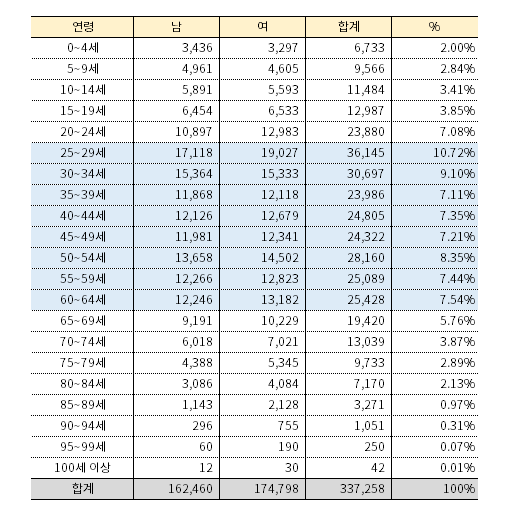 연령 남 여 합계 %
0~4세 3,436 3,297 6,733 2.00%
5~9세 4,961 4,605 9,566 2.84%
10~14세 5,891 5,593 11,484 3.41%
15~19세 6,454 6,533 12,987 3.85%
20~24세 10,897 12,983 23,880 7.08%
25~29세 17,118 19,027 36,145 10.72%
30~34세 15,364 15,333 30,697 9.10%
35~39세 11,868 12,118 23,986 7.11%
40~44세 12,126 12,679 24,805 7.35%
45~49세 11,981 12,341 24,322 7.21%
50~54세 13,658 14,502 28,160 8.35%
55~59세 12,266 12,823 25,089 7.44%
60~64세 12,246 13,182 25,428 7.54%
65~69세 9,191 10,229 19,420 5.76%
70~74세 6,018 7,021 13,039 3.87%
75~79세 4,388 5,345 9,733 2.89%
80~84세 3,086 4,084 7,170 2.13%
85~89세 1,143 2,128 3,271 0.97%
90~94세 296 755 1,051 0.31%
95~99세 60 190 250 0.07%
100세 이상 12 30 42 0.01%
합계 162,460 174,798 337,258 100%